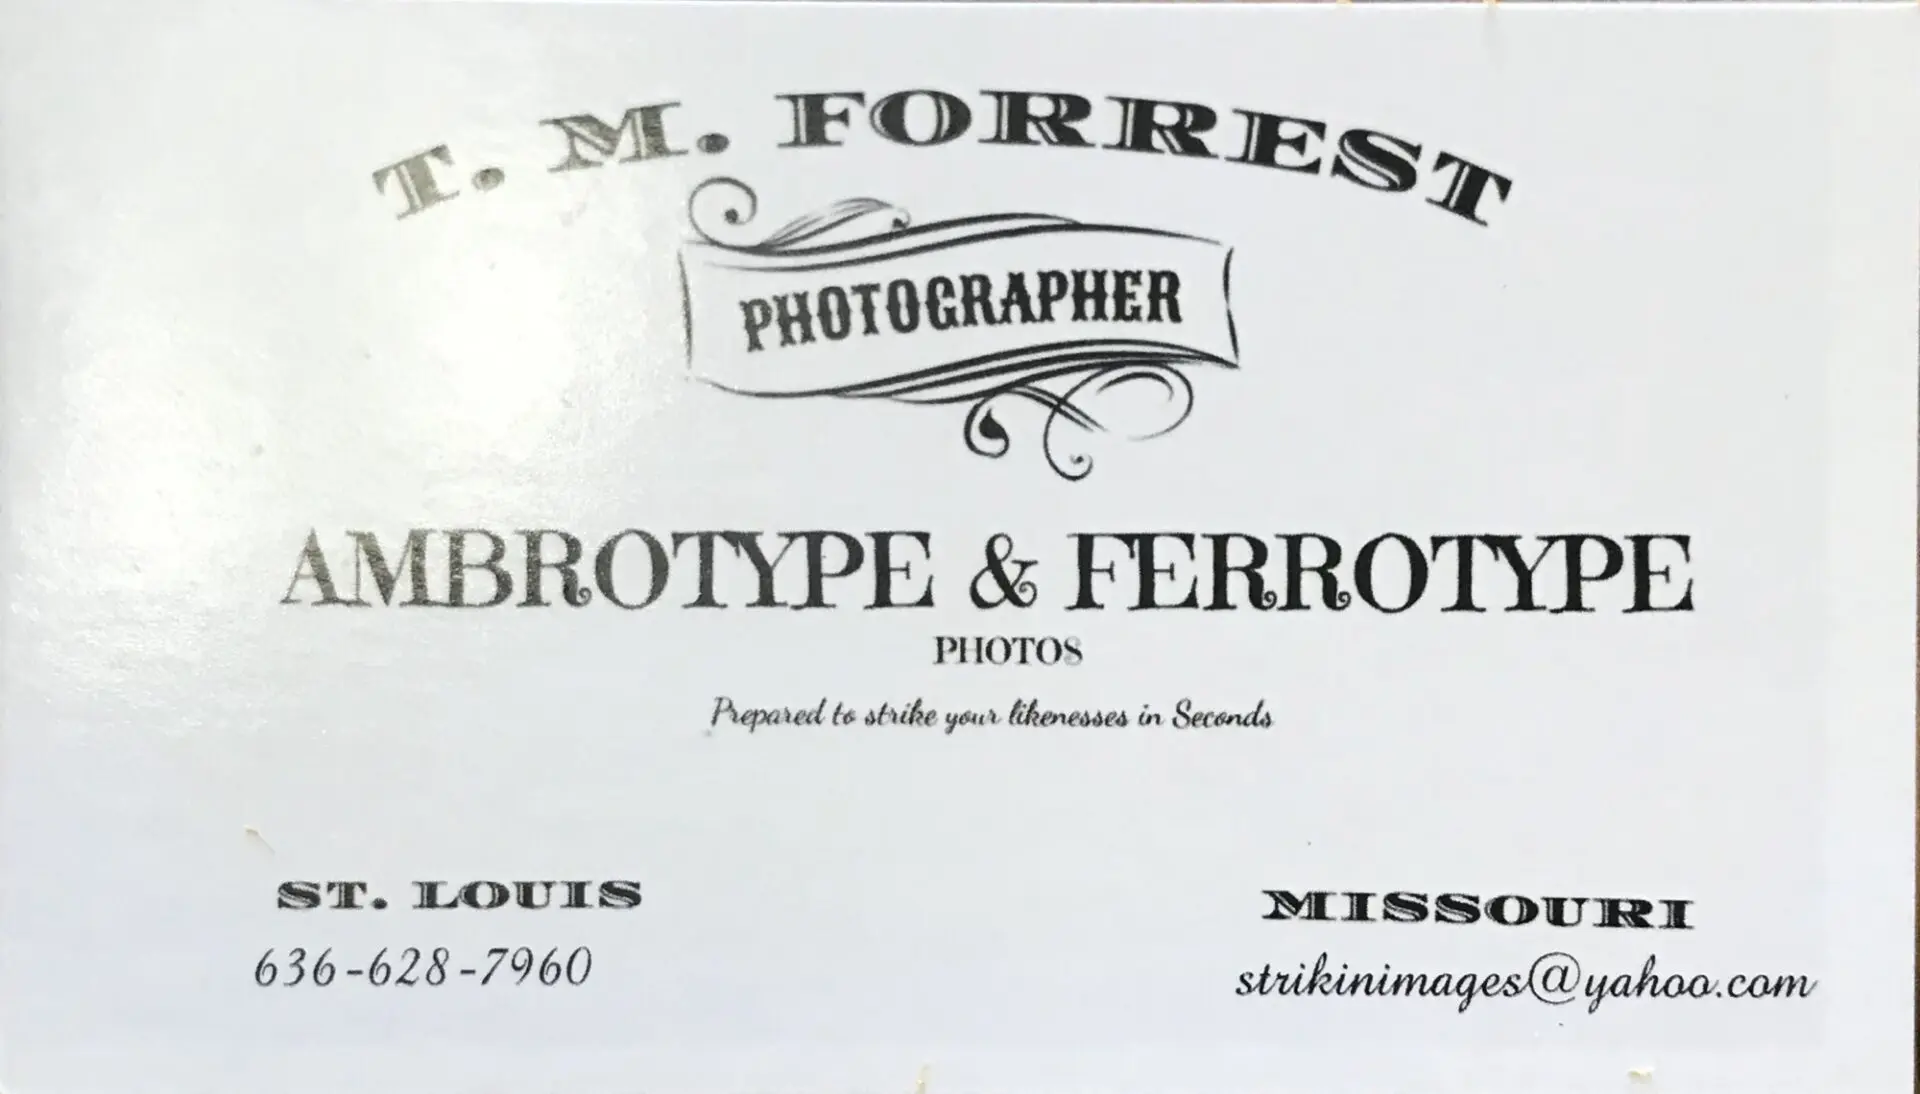 T. M. FORREST
PHOTOGRAPHER
AMBROTYPE & FERROTYPE
PHOTOS
Prepared to strike your likenesses in Seconds
ST. LOUIS
636-628-7960
MISSOURI
strikinimages@yahoo.com